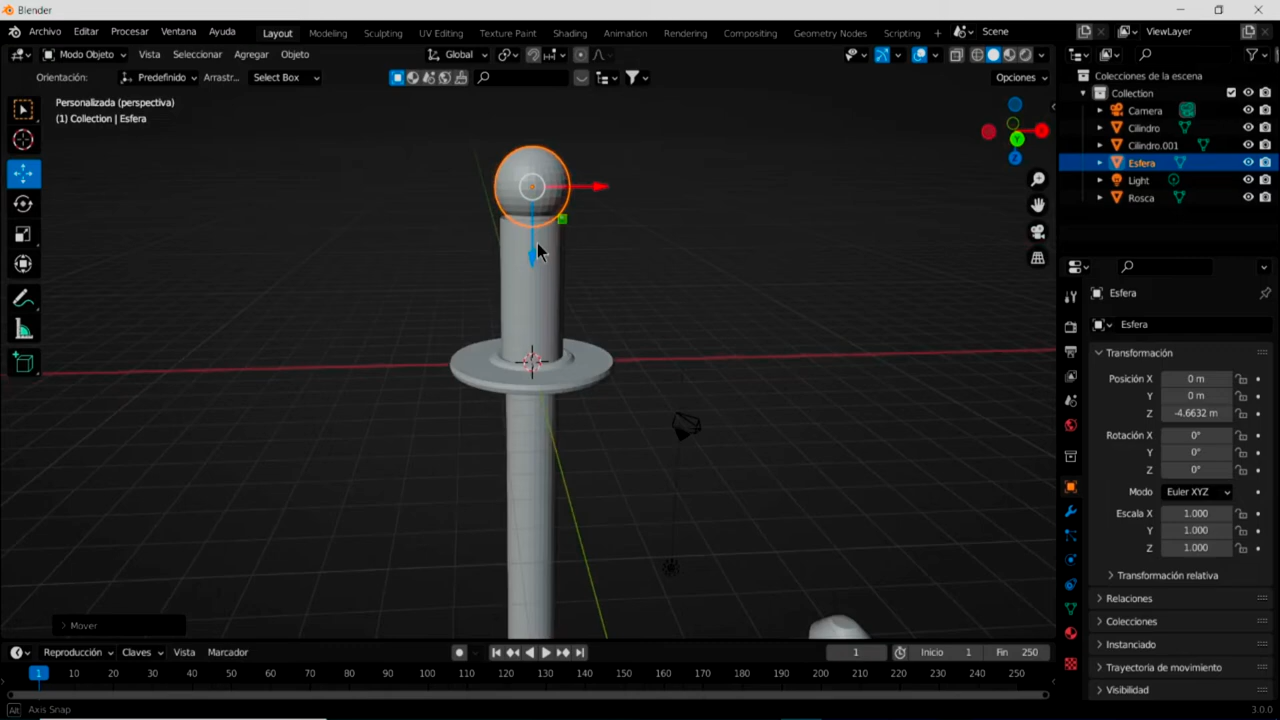 Blender
Archivo Editar Procesar Ventana Ayuda Layout Modeling Sculpting UV Editing Texture Paint Shading Animation Rendering Compositing Geometry Nodes Scripting + Scene ViewLayer
Modo Objeto Vista Seleccionar Agregar Objeto Global
Orientación: Predefinido Arrastr... Select Box Opciones
Personalizada (perspectiva)
(1) Collection | Esfera
Colecciones de la escena
Collection
Camera
Cilindro
Cilindro.001
Esfera
Light
Rosca
Y
Z
Esfera
Esfera
Transformación
Posición X 0 m
Y 0 m
Z -4.6632 m
Rotación X 0°
Y 0°
Z 0°
Modo Euler XYZ
Escala X 1.000
Y 1.000
Z 1.000
Transformación relativa
Relaciones
Colecciones
Instanciado
Trayectoria de movimiento
Visibilidad
Mover
Reproducción Claves Vista Marcador 1 Inicio 1 Fin 250
1 10 20 30 40 50 60 70 80 90 100 110 120 130 140 150 160 170 180 190 200 210 220 230 240 250
Alt Axis Snap 3.0.0